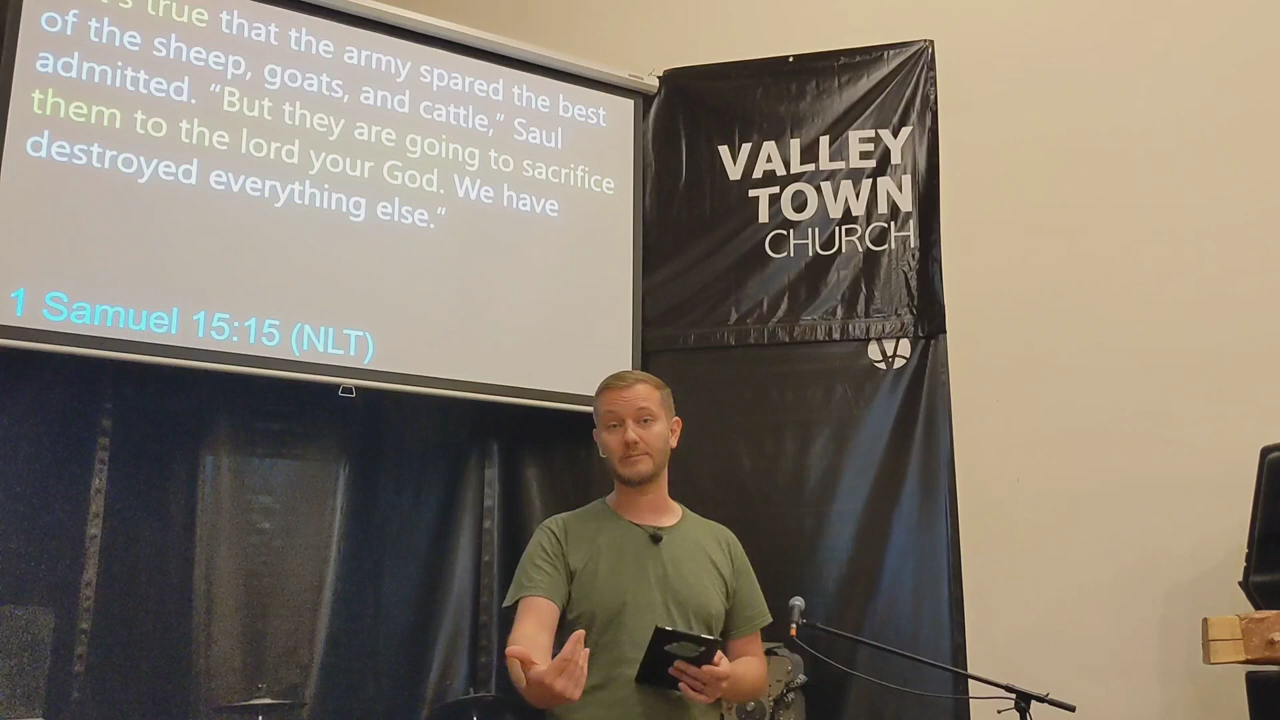 's true that the army spared the best
of the sheep, goats, and cattle,” Saul
admitted. “But they are going to sacrifice
them to the lord your God. We have
destroyed everything else.”
1 Samuel 15:15 (NLT)
VALLEY
TOWN
CHURCH